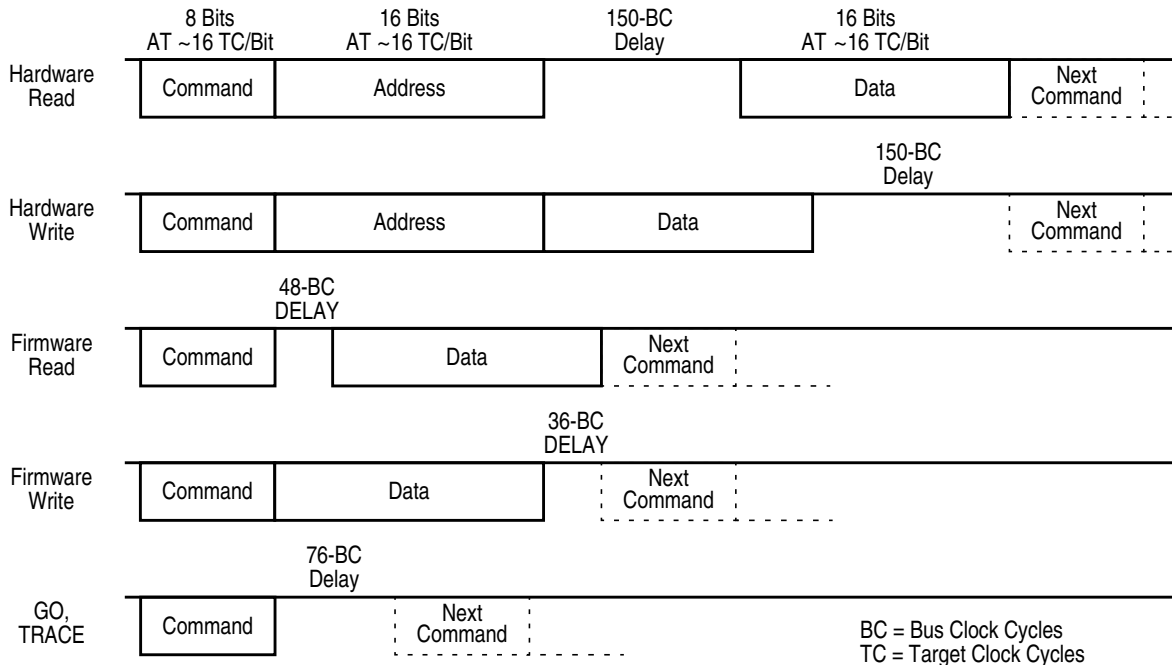 8 Bits
AT ~16 TC/Bit
16 Bits
AT ~16 TC/Bit
150-BC
Delay
16 Bits
AT ~16 TC/Bit
Hardware
Read
Command
Address
Data
Next
Command
150-BC
Delay
Hardware
Write
Command
Address
Data
Next
Command
48-BC
DELAY
Firmware
Read
Command
Data
Next
Command
36-BC
DELAY
Firmware
Write
Command
Data
Next
Command
76-BC
Delay
GO,
TRACE
Command
Next
Command
BC = Bus Clock Cycles
TC = Target Clock Cycles